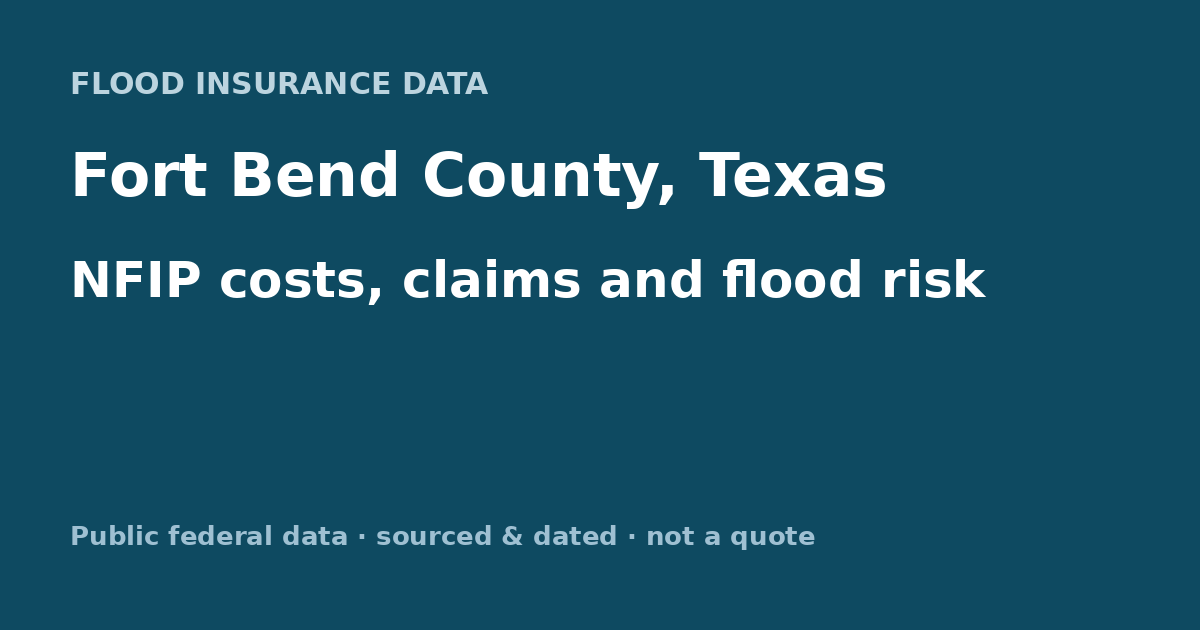 FLOOD INSURANCE DATA
Fort Bend County, Texas
NFIP costs, claims and flood risk
Public federal data · sourced & dated · not a quote